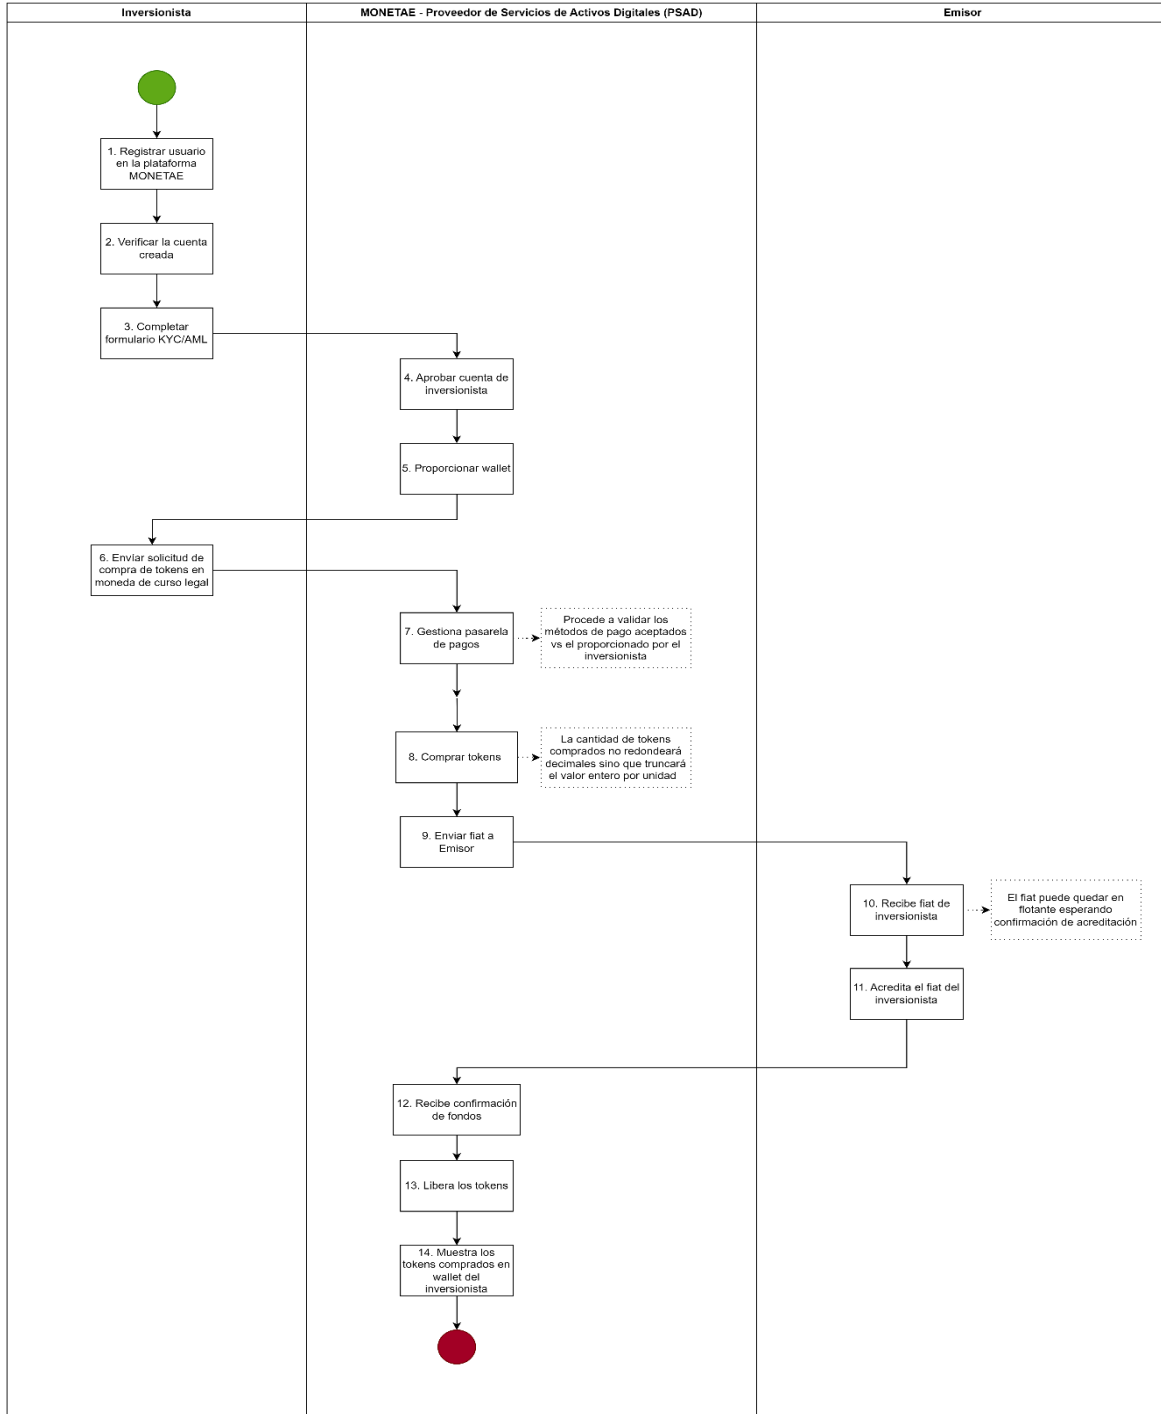 Inversionista
MONETAE - Proveedor de Servicios de Activos Digitales (PSAD)
Emisor
1. Registrar usuario
en la plataforma
MONETAE
2. Verificar la cuenta
creada
3. Completar
formulario KYC/AML
4. Aprobar cuenta de
inversionista
5. Proporcionar wallet
6. Envíar solicitud de
compra de tokens en
moneda de curso legal
7. Gestiona pasarela
de pagos
Procede a validar los
métodos de pago aceptados
vs el proporcionado por el
inversionista
8. Comprar tokens
La cantidad de tokens
comprados no redondeará
decimales sino que truncará
el valor entero por unidad
9. Enviar fiat a
Emisor
10. Recibe fiat de
inversionista
El fiat puede quedar en
flotante esperando
confirmación de acreditación
11. Acredita el fiat del
inversionista
12. Recibe confirmación
de fondos
13. Libera los tokens
14. Muestra los
tokens comprados en
wallet del
inversionista